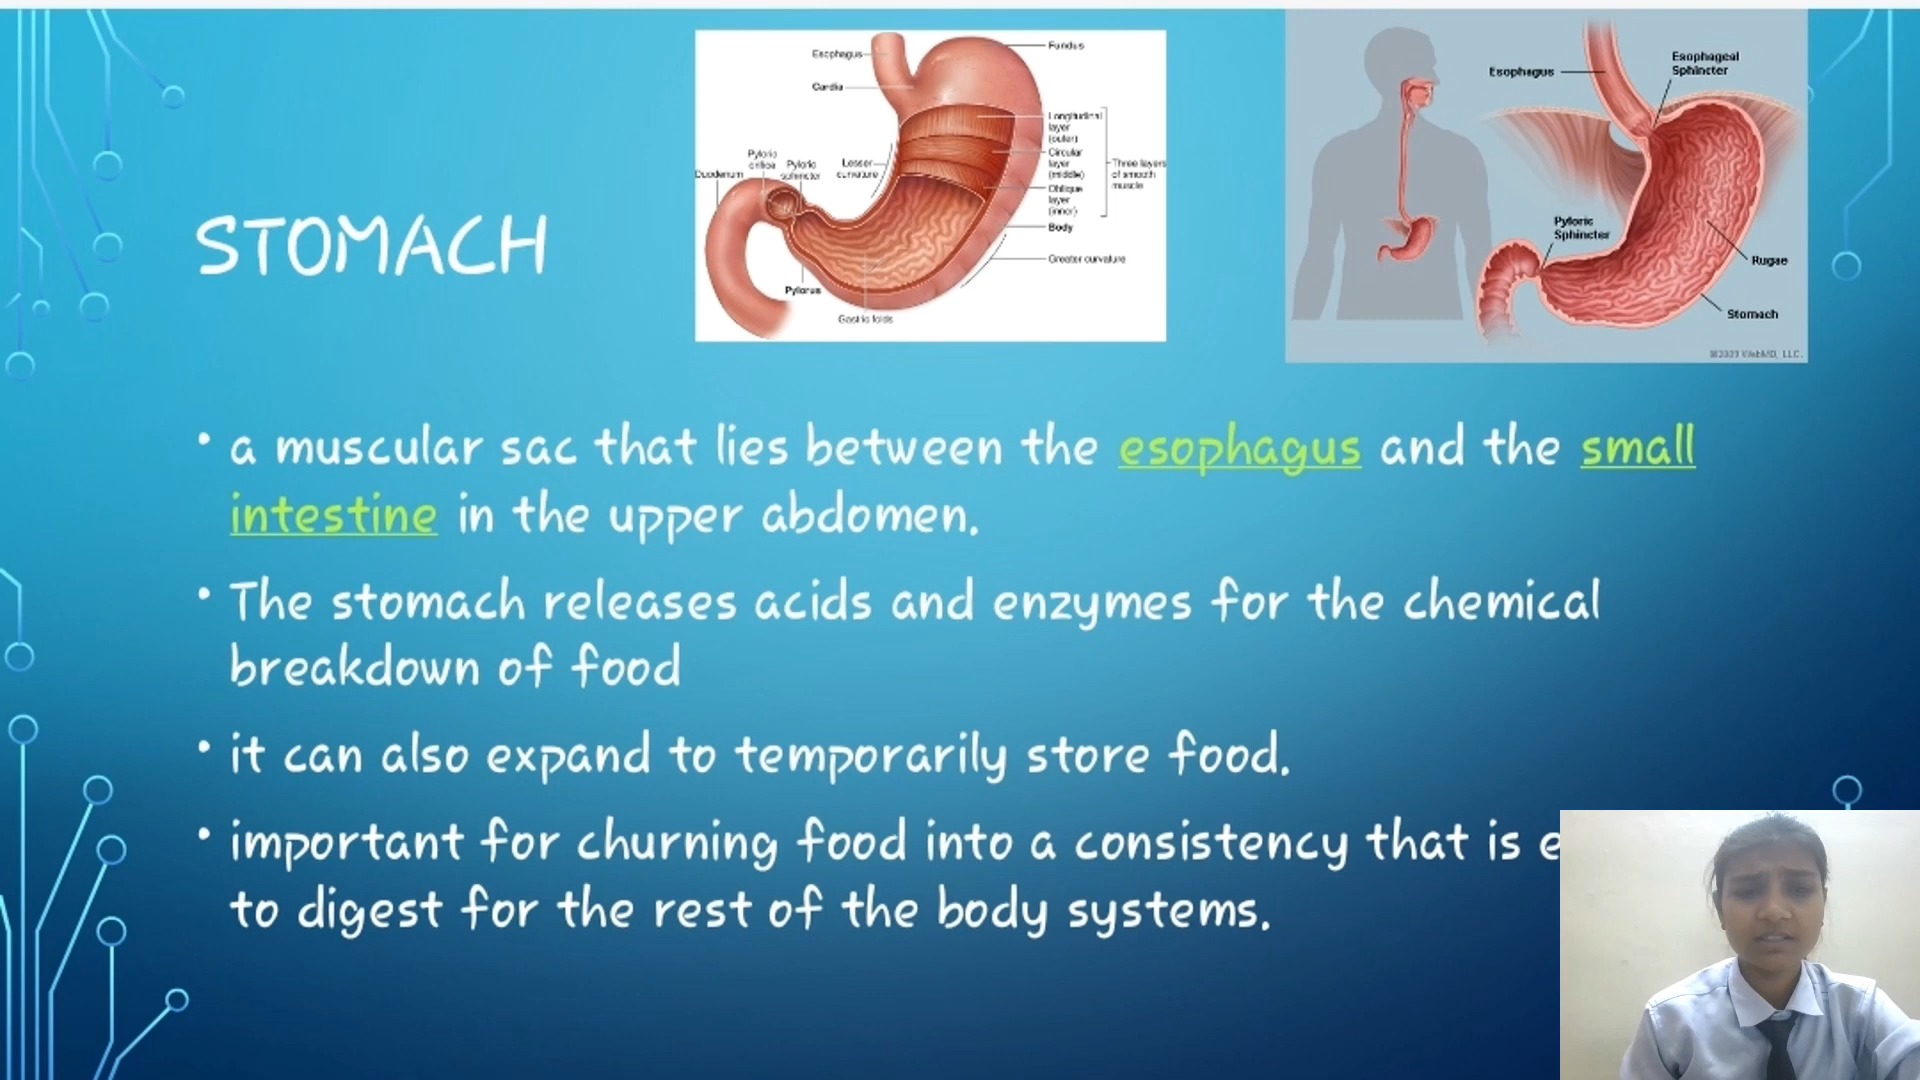 Esophagus
Cardia
Fundus
Longitudinal
layer
(outer)
Circular
layer
(middle)
Oblique
layer
(inner)
Three layers
of smooth
muscle
Pyloric
orifice
Pyloric
sphincter
Lesser
curvature
Duodenum
Body
Greater curvature
Pylorus
Gastric folds
Esophagus
Esophageal
Sphincter
Pyloric
Sphincter
Rugae
Stomach
LLC.
STOMACH
• a muscular sac that lies between the esophagus and the small
intestine in the upper abdomen.
• The stomach releases acids and enzymes for the chemical
breakdown of food
• it can also expand to temporarily store food.
• important for churning food into a consistency that is
to digest for the rest of the body systems.